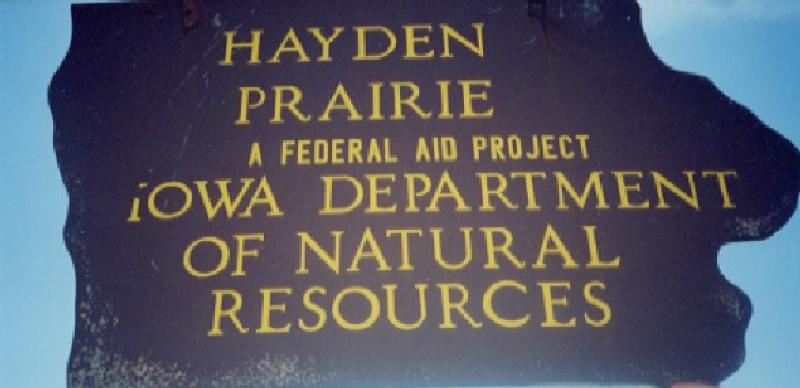 HAYDEN
PRAIRIE
A FEDERAL AID PROJECT
IOWA DEPARTMENT
OF NATURAL
RESOURCES